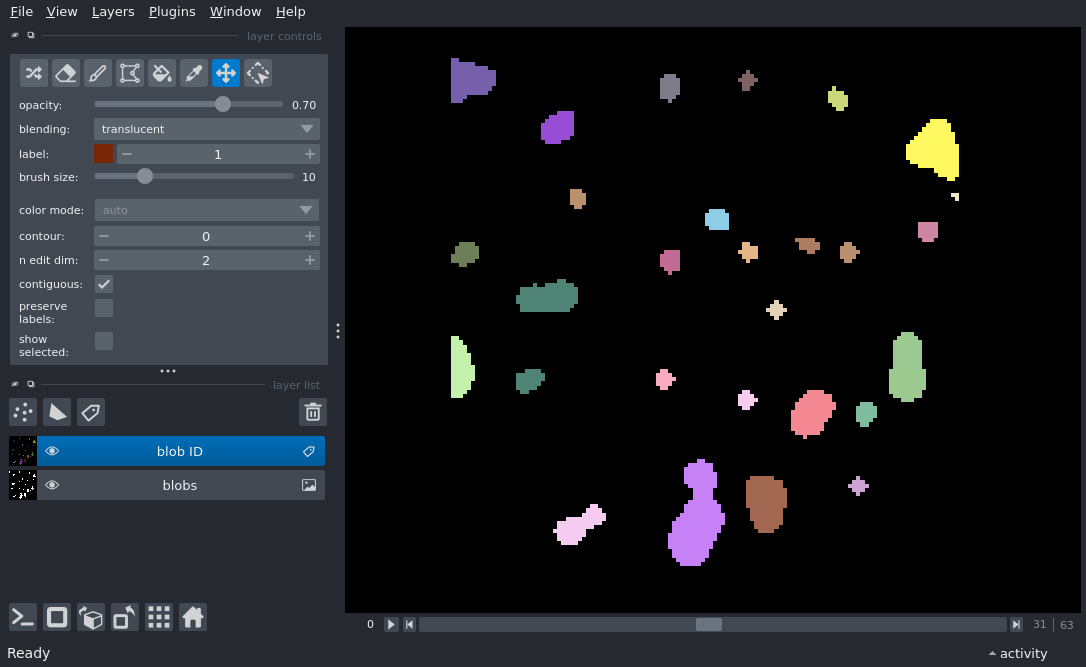 File View Layers Plugins Window Help
layer controls
opacity: 0.70
blending: translucent
label: 1
brush size: 10
color mode: auto
contour: 0
n edit dim: 2
contiguous:
preserve
labels:
show
selected:
layer list
blob ID
blobs
0 31 63
Ready activity